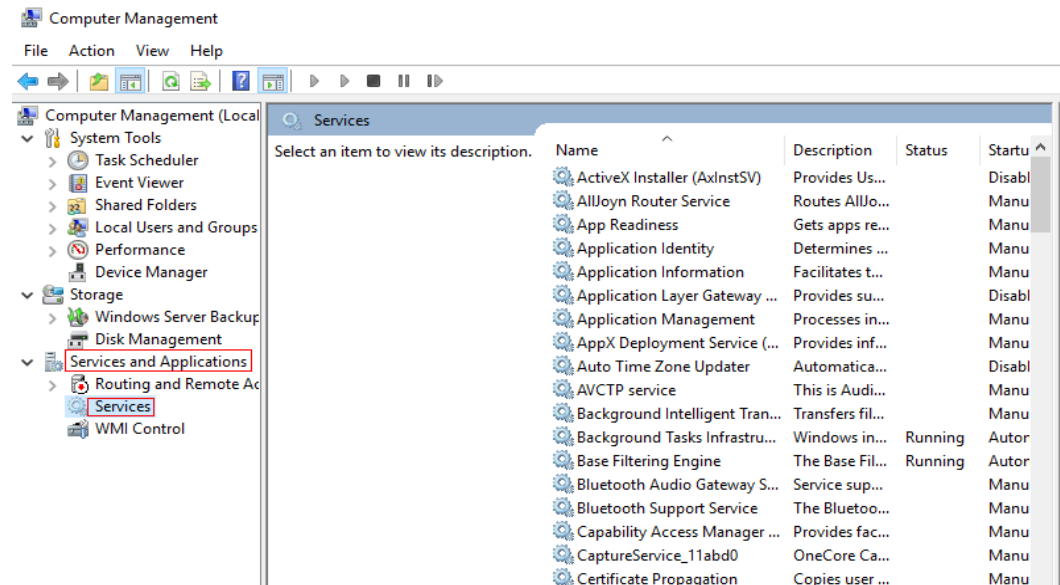 Computer Management
File Action View Help
Computer Management (Local
System Tools
Task Scheduler
Event Viewer
Shared Folders
Local Users and Groups
Performance
Device Manager
Storage
Windows Server Backup
Disk Management
Services and Applications
Routing and Remote Ac
Services
WMI Control
Services
Select an item to view its description.
Name Description Status Startu
ActiveX Installer (AxInstSV) Provides Us... Disabl
AllJoyn Router Service Routes AllJo... Manu
App Readiness Gets apps re... Manu
Application Identity Determines ... Manu
Application Information Facilitates t... Manu
Application Layer Gateway ... Provides su... Disabl
Application Management Processes in... Manu
AppX Deployment Service (... Provides inf... Manu
Auto Time Zone Updater Automatica... Disabl
AVCTP service This is Audi... Manu
Background Intelligent Tran... Transfers fil... Manu
Background Tasks Infrastru... Windows in... Running Autor
Base Filtering Engine The Base Fil... Running Autor
Bluetooth Audio Gateway S... Service sup... Manu
Bluetooth Support Service The Bluetoo... Manu
Capability Access Manager ... Provides fac... Manu
CaptureService_11abd0 OneCore Ca... Manu
Certificate Propagation Copies user ... Manu